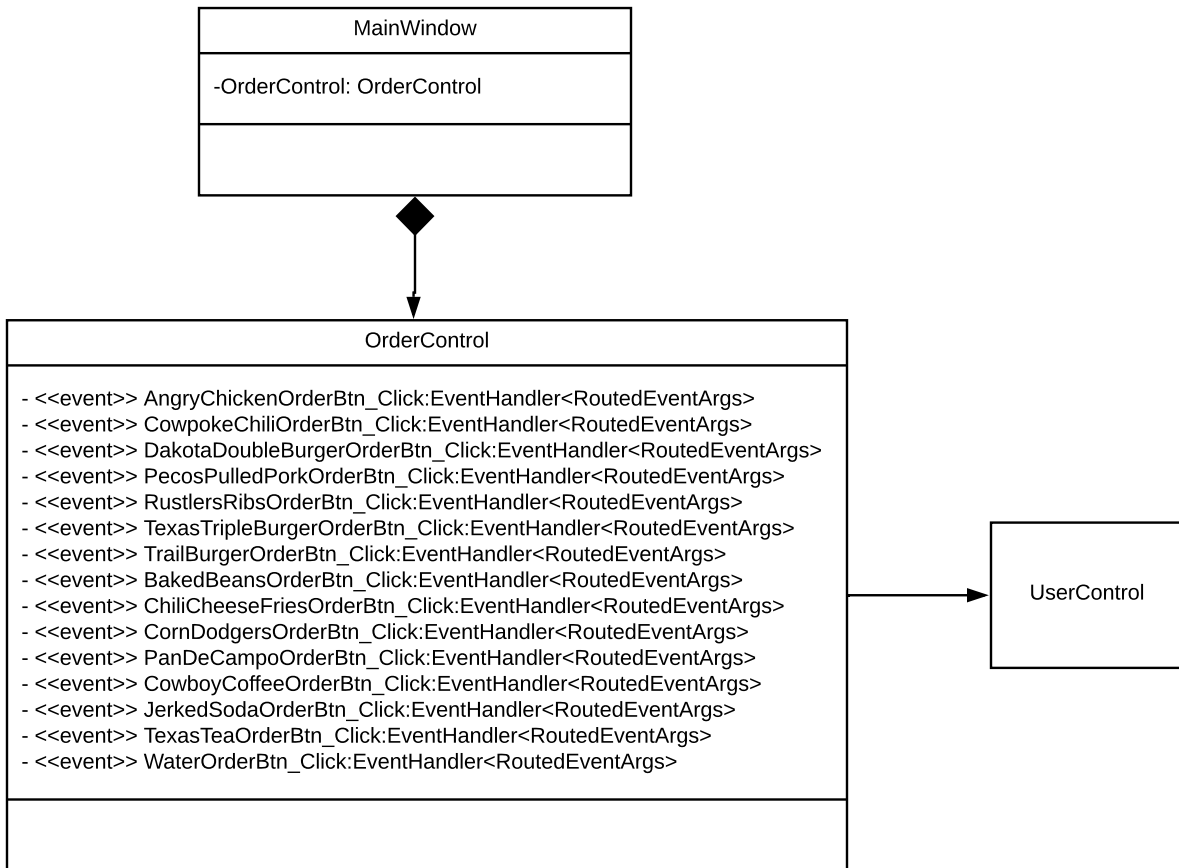 MainWindow
-OrderControl: OrderControl
OrderControl
- <<event>> AngryChickenOrderBtn_Click:EventHandler<RoutedEventArgs>
- <<event>> CowpokeChiliOrderBtn_Click:EventHandler<RoutedEventArgs>
- <<event>> DakotaDoubleBurgerOrderBtn_Click:EventHandler<RoutedEventArgs>
- <<event>> PecosPulledPorkOrderBtn_Click:EventHandler<RoutedEventArgs>
- <<event>> RustlersRibsOrderBtn_Click:EventHandler<RoutedEventArgs>
- <<event>> TexasTripleBurgerOrderBtn_Click:EventHandler<RoutedEventArgs>
- <<event>> TrailBurgerOrderBtn_Click:EventHandler<RoutedEventArgs>
- <<event>> BakedBeansOrderBtn_Click:EventHandler<RoutedEventArgs>
- <<event>> ChiliCheeseFriesOrderBtn_Click:EventHandler<RoutedEventArgs>
- <<event>> CornDodgersOrderBtn_Click:EventHandler<RoutedEventArgs>
- <<event>> PanDeCampoOrderBtn_Click:EventHandler<RoutedEventArgs>
- <<event>> CowboyCoffeeOrderBtn_Click:EventHandler<RoutedEventArgs>
- <<event>> JerkedSodaOrderBtn_Click:EventHandler<RoutedEventArgs>
- <<event>> TexasTeaOrderBtn_Click:EventHandler<RoutedEventArgs>
- <<event>> WaterOrderBtn_Click:EventHandler<RoutedEventArgs>
UserControl